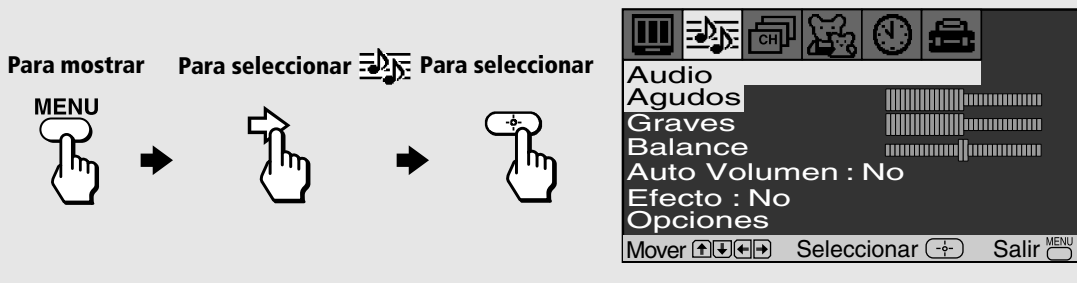 Para mostrar
Para seleccionar
Para seleccionar
MENU
CH
Audio
Agudos
Graves
Balance
Auto Volumen : No
Efecto : No
Opciones
Mover Seleccionar Salir MENU